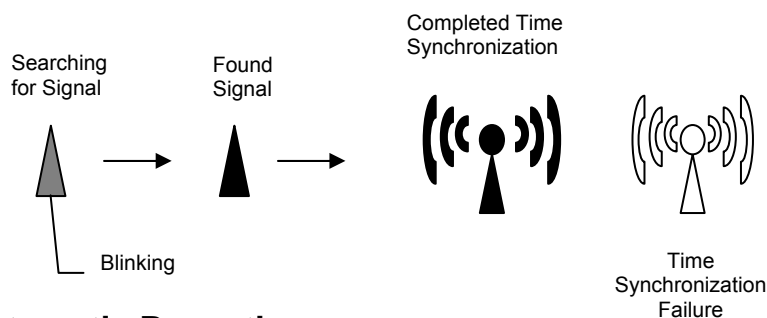 Completed Time
Synchronization
Searching
for Signal
Found
Signal
Blinking
Time
Synchronization
Failure